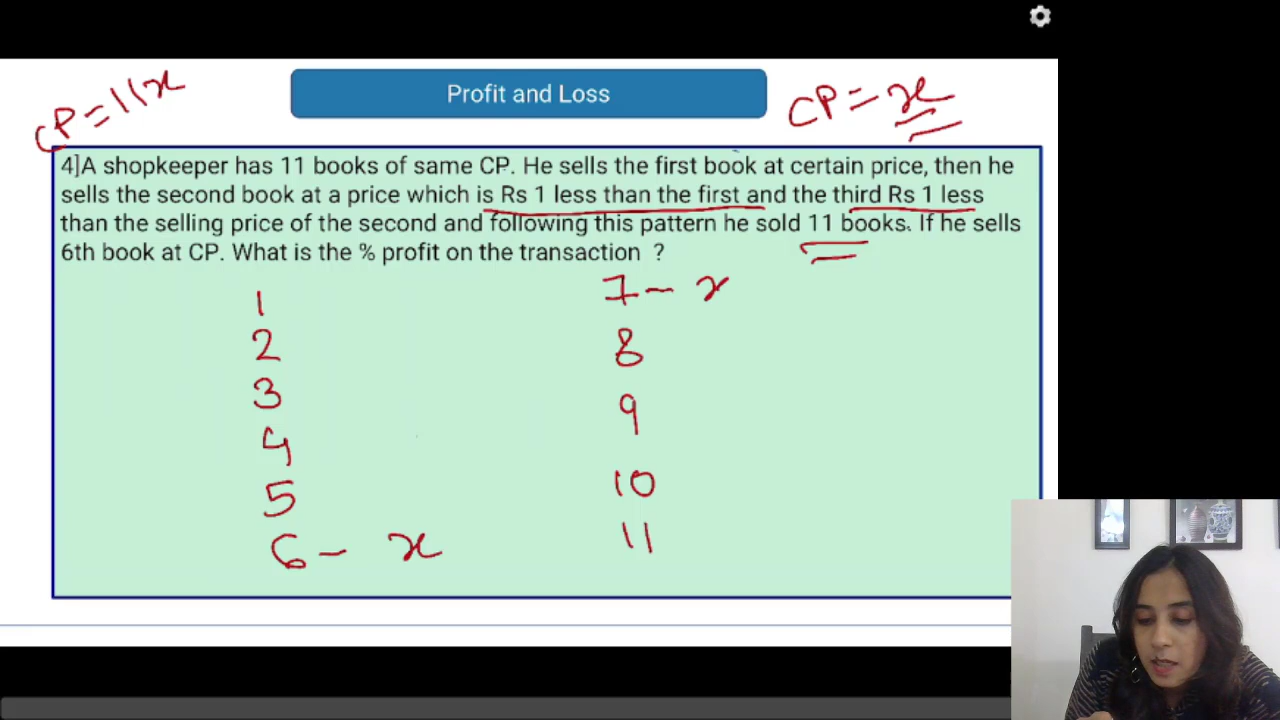 Profit and Loss
CP=11x
CP=x
4]A shopkeeper has 11 books of same CP. He sells the first book at certain price, then he
sells the second book at a price which is Rs 1 less than the first and the third Rs 1 less
than the selling price of the second and following this pattern he sold 11 books. If he sells
6th book at CP. What is the % profit on the transaction ?
1
2
3
4
5
6 - x
7 - x
8
9
10
11